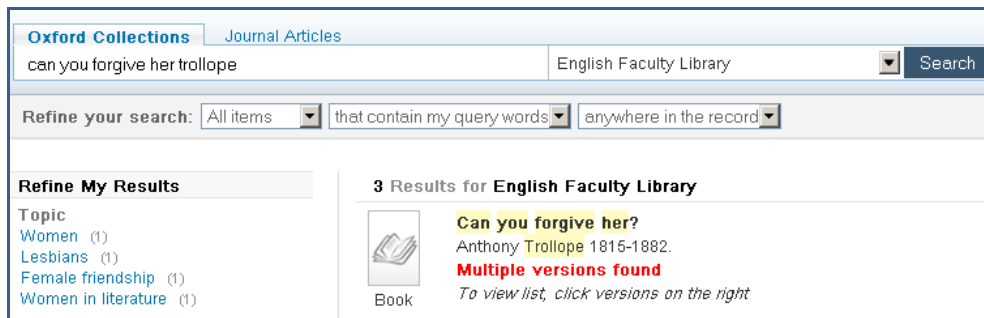 Oxford Collections Journal Articles
can you forgive her trollope English Faculty Library Search
Refine your search: All items that contain my query words anywhere in the record
Refine My Results
Topic
Women (1)
Lesbians (1)
Female friendship (1)
Women in literature (1)
3 Results for English Faculty Library
Can you forgive her?
Anthony Trollope 1815-1882.
Multiple versions found
To view list, click versions on the right
Book